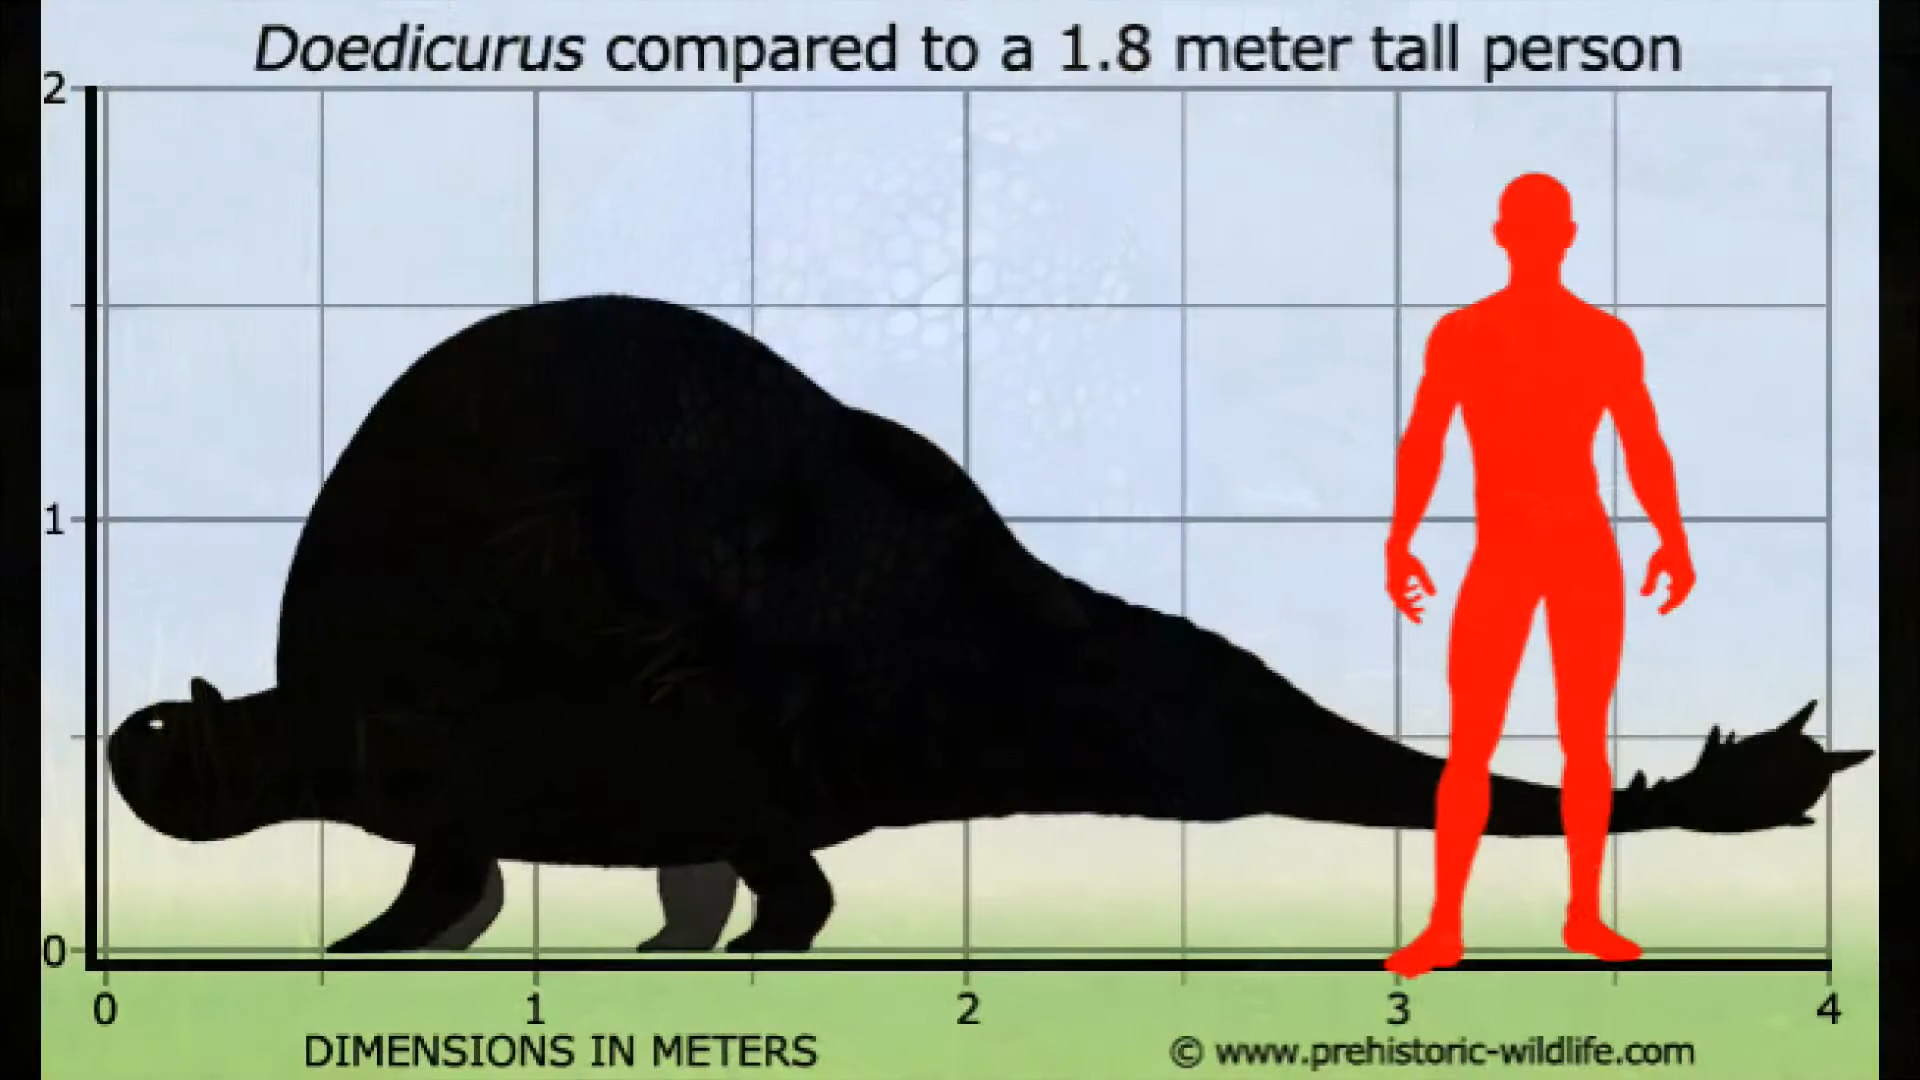 Doedicurus compared to a 1.8 meter tall person
2
1
0
0 1 2 3 4
DIMENSIONS IN METERS © www.prehistoric-wildlife.com